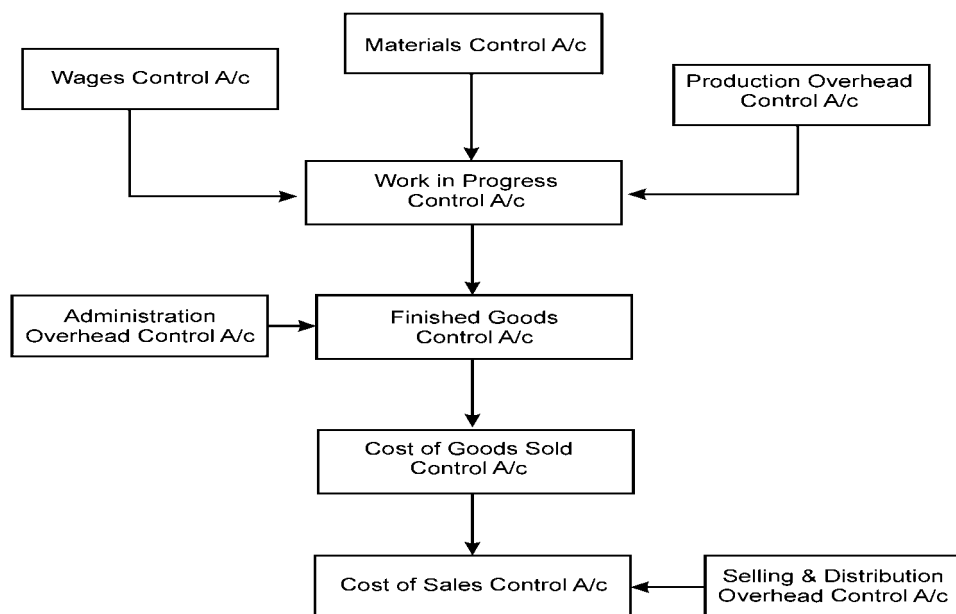 Materials Control A/c
Wages Control A/c
Production Overhead
Control A/c
Work in Progress
Control A/c
Administration
Overhead Control A/c
Finished Goods
Control A/c
Cost of Goods Sold
Control A/c
Cost of Sales Control A/c
Selling & Distribution
Overhead Control A/c